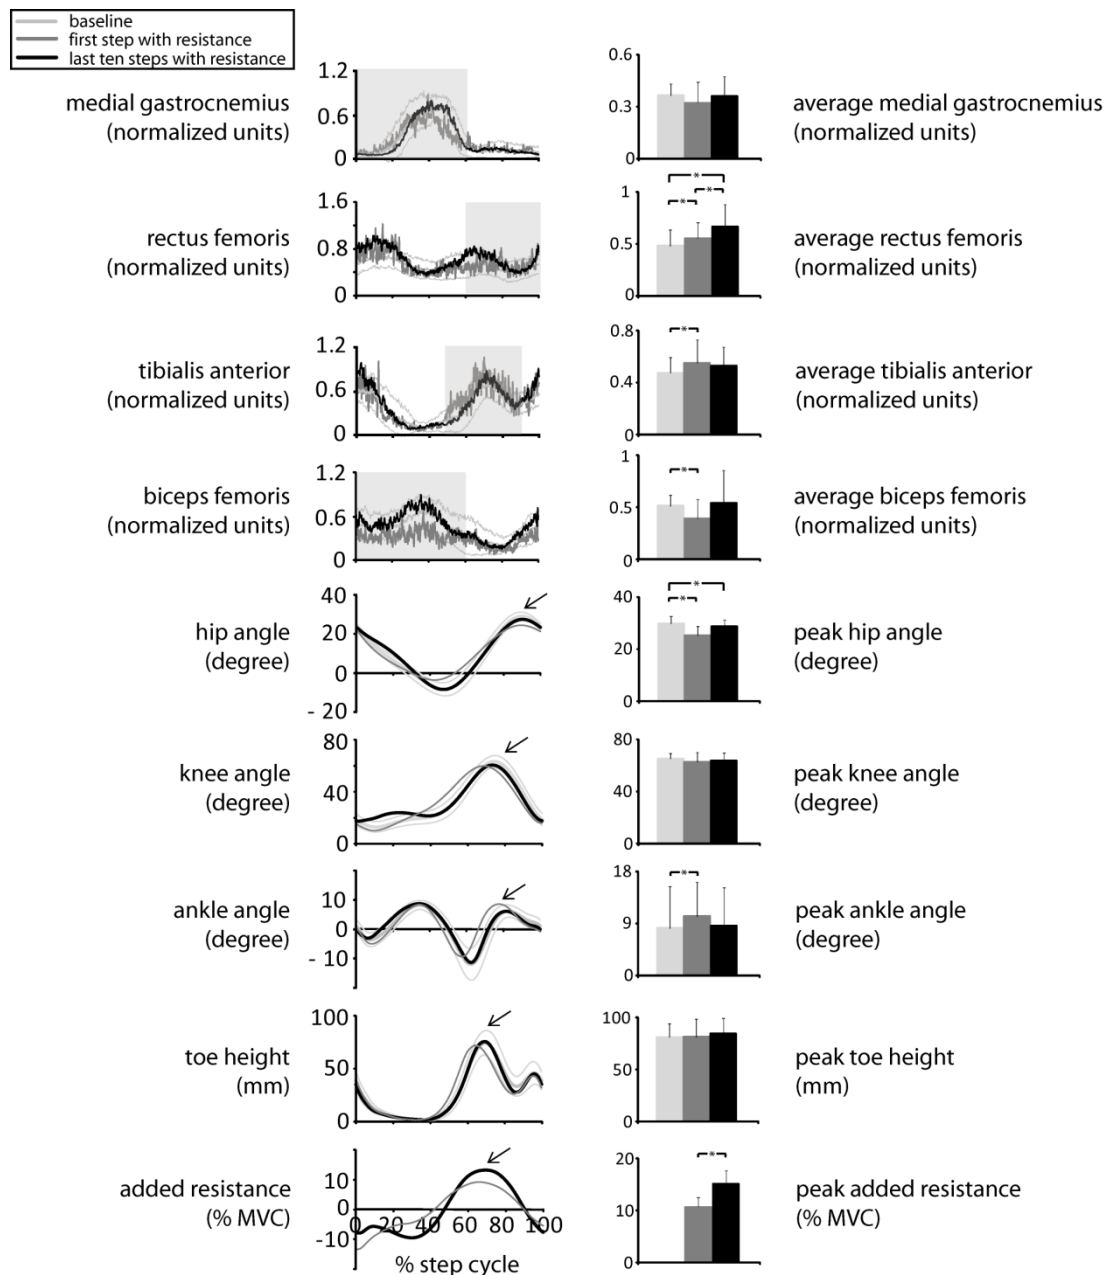 baseline
first step with resistance
last ten steps with resistance
medial gastrocnemius
(normalized units)
1.2
0.6
0
0.6
0.3
0
average medial gastrocnemius
(normalized units)
rectus femoris
(normalized units)
1.6
0.8
0
1
0.5
0
*
*
*
average rectus femoris
(normalized units)
tibialis anterior
(normalized units)
1.2
0.6
0
0.8
0.4
0
*
average tibialis anterior
(normalized units)
biceps femoris
(normalized units)
1.2
0.6
0
1
0.5
0
*
average biceps femoris
(normalized units)
hip angle
(degree)
40
20
0
- 20
40
20
0
*
*
peak hip angle
(degree)
knee angle
(degree)
80
40
0
80
40
0
peak knee angle
(degree)
ankle angle
(degree)
10
0
- 10
18
9
0
*
peak ankle angle
(degree)
toe height
(mm)
100
50
0
100
50
0
peak toe height
(mm)
added resistance
(% MVC)
10
0
-10
0 20 40 60 80 100
% step cycle
20
10
0
*
peak added resistance
(% MVC)